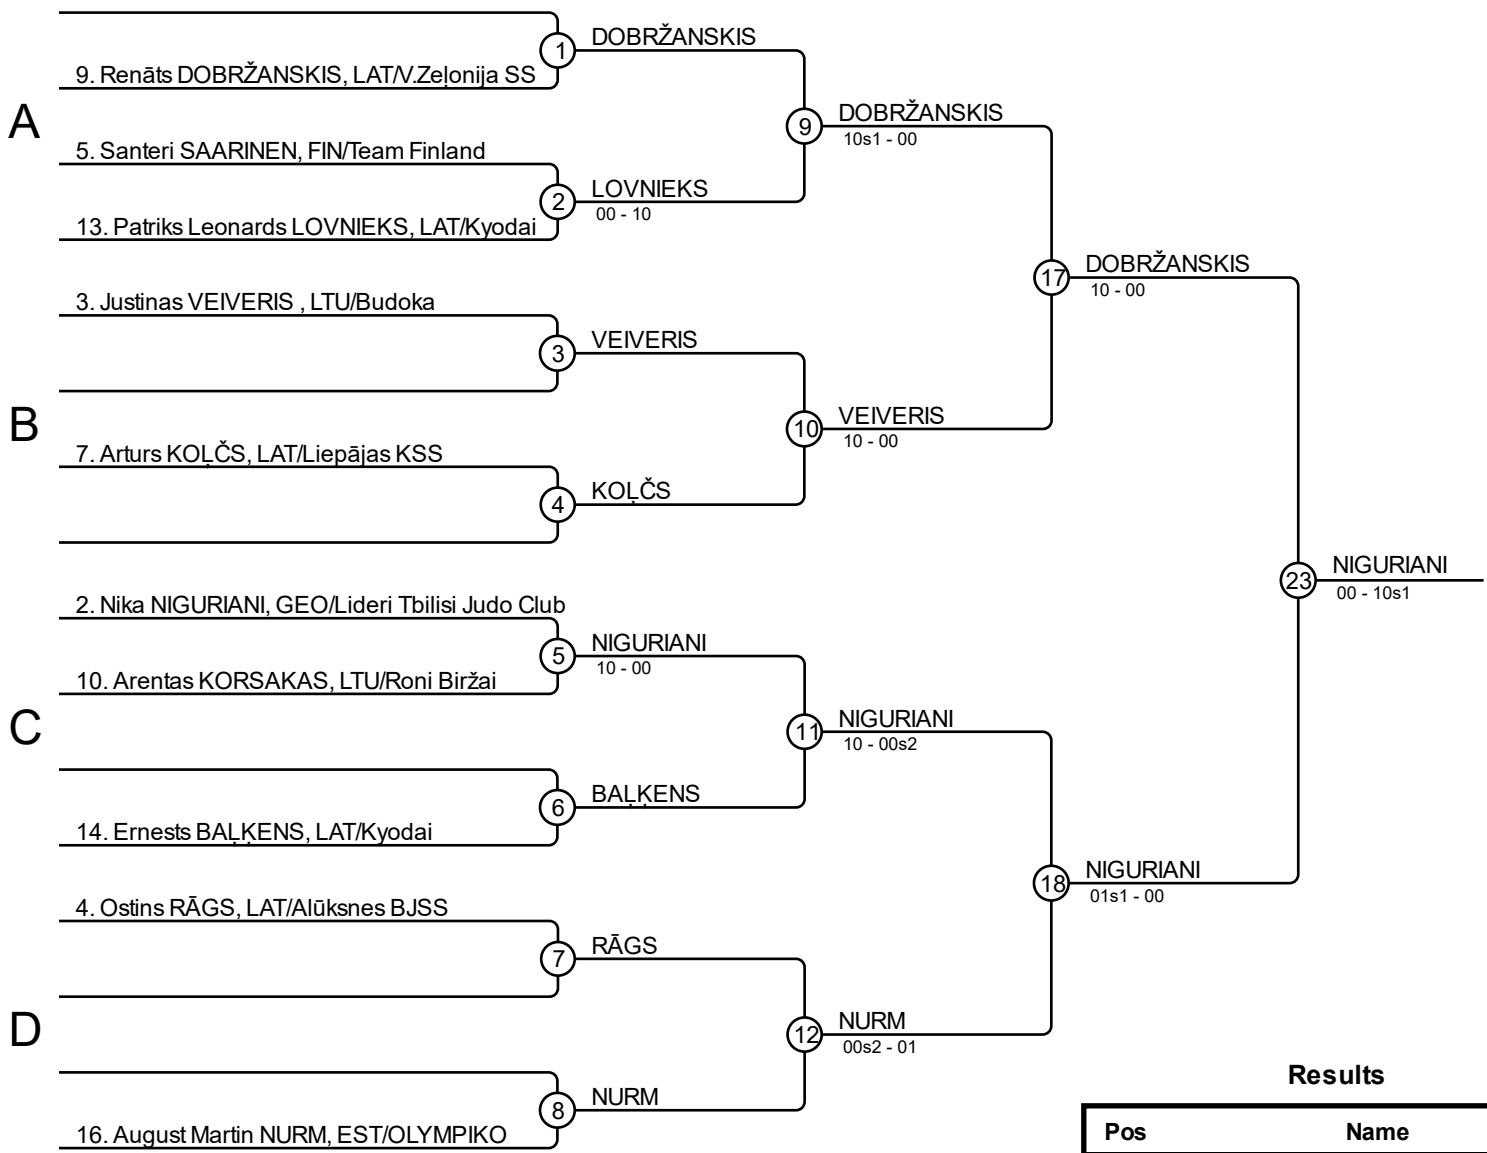 1
DOBRŽANSKIS
9. Renāts DOBRŽANSKIS, LAT/V.Zeļonija SS
A
9
DOBRŽANSKIS
10s1 - 00
5. Santeri SAARINEN, FIN/Team Finland
2
LOVNIEKS
00 - 10
13. Patriks Leonards LOVNIEKS, LAT/Kyodai
17
DOBRŽANSKIS
10 - 00
3. Justinas VEIVERIS , LTU/Budoka
3
VEIVERIS
B
10
VEIVERIS
10 - 00
7. Arturs KOĻČS, LAT/Liepājas KSS
4
KOĻČS
23
NIGURIANI
00 - 10s1
2. Nika NIGURIANI, GEO/Lideri Tbilisi Judo Club
5
NIGURIANI
10 - 00
10. Arentas KORSAKAS, LTU/Roni Biržai
C
11
NIGURIANI
10 - 00s2
6
BAĻĶENS
14. Ernests BAĻĶENS, LAT/Kyodai
18
NIGURIANI
01s1 - 00
4. Ostins RĀGS, LAT/Alūksnes BJSS
7
RĀGS
D
12
NURM
00s2 - 01
8
NURM
16. August Martin NURM, EST/OLYMPIKO
Results
Pos Name